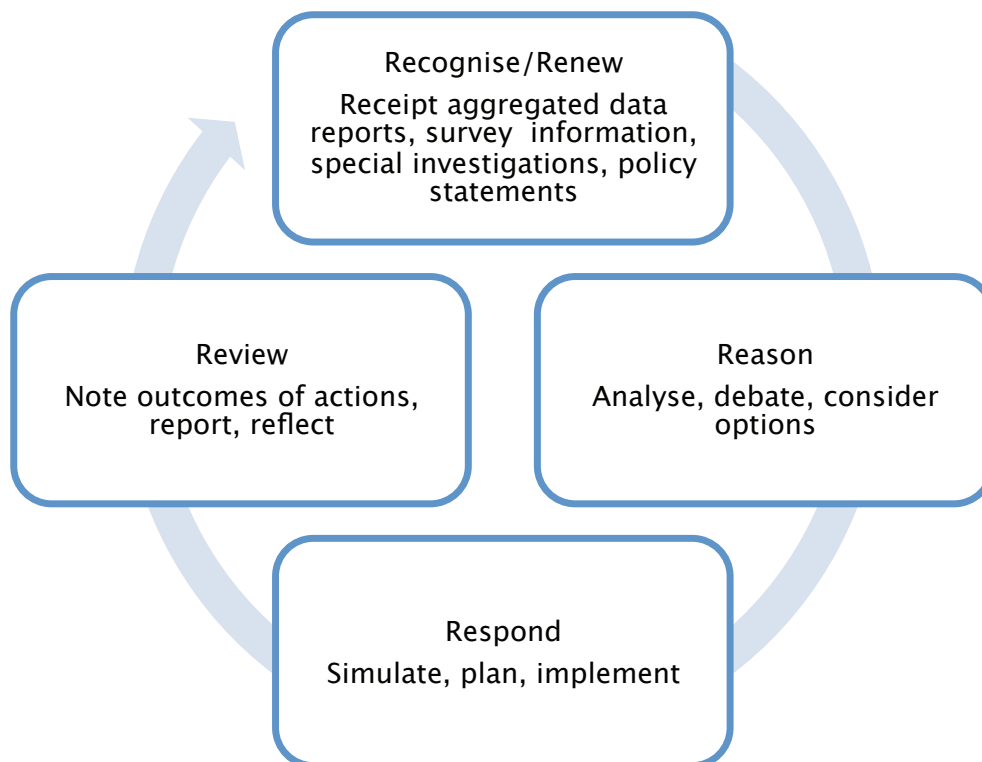 Recognise/Renew
Receipt aggregated data
reports, survey information,
special investigations, policy
statements
Reason
Analyse, debate, consider
options
Respond
Simulate, plan, implement
Review
Note outcomes of actions,
report, reflect